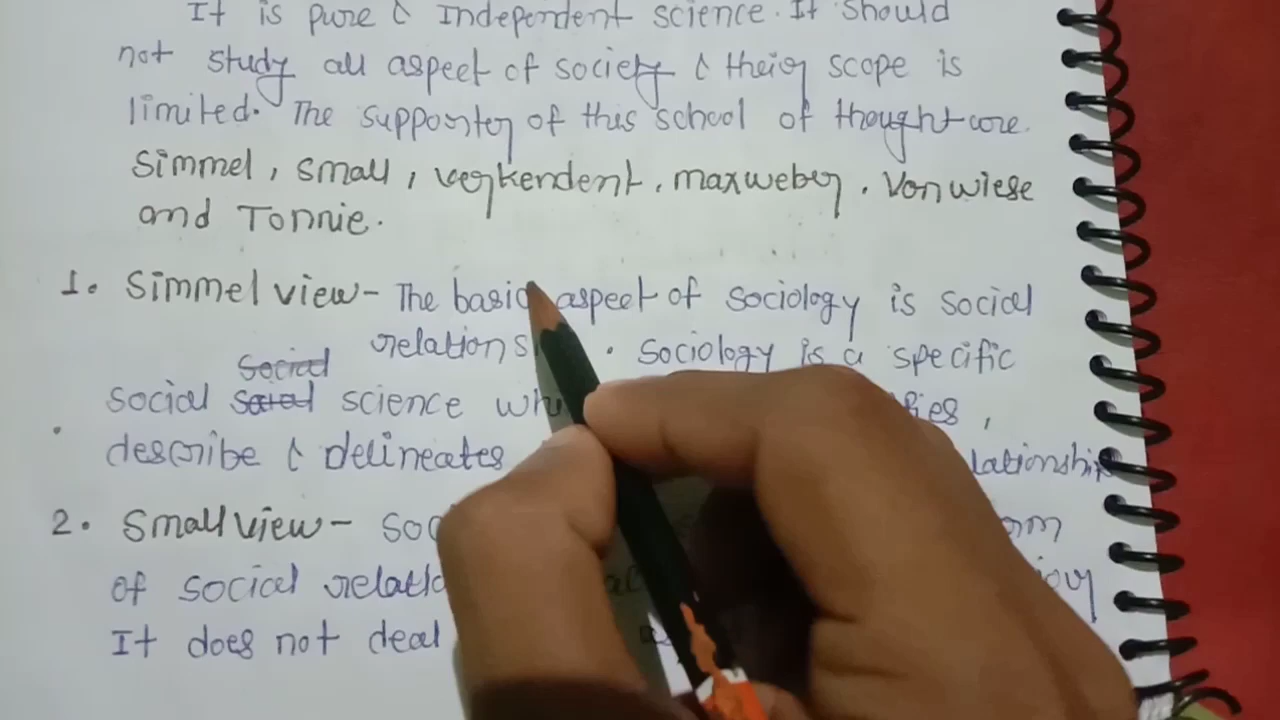 It is pure & Independent science. It should
not study all aspect of society & their scope is
limited. The supporter of this school of thought are.
Simmel, small, verkendent, maxweber, Von wiese
and Tonnie.
1. Simmel view- The basic aspect of sociology is social
relations. Sociology is a specific
social
social social science
describe & delineates
2. Small view-
of social
It does not deal